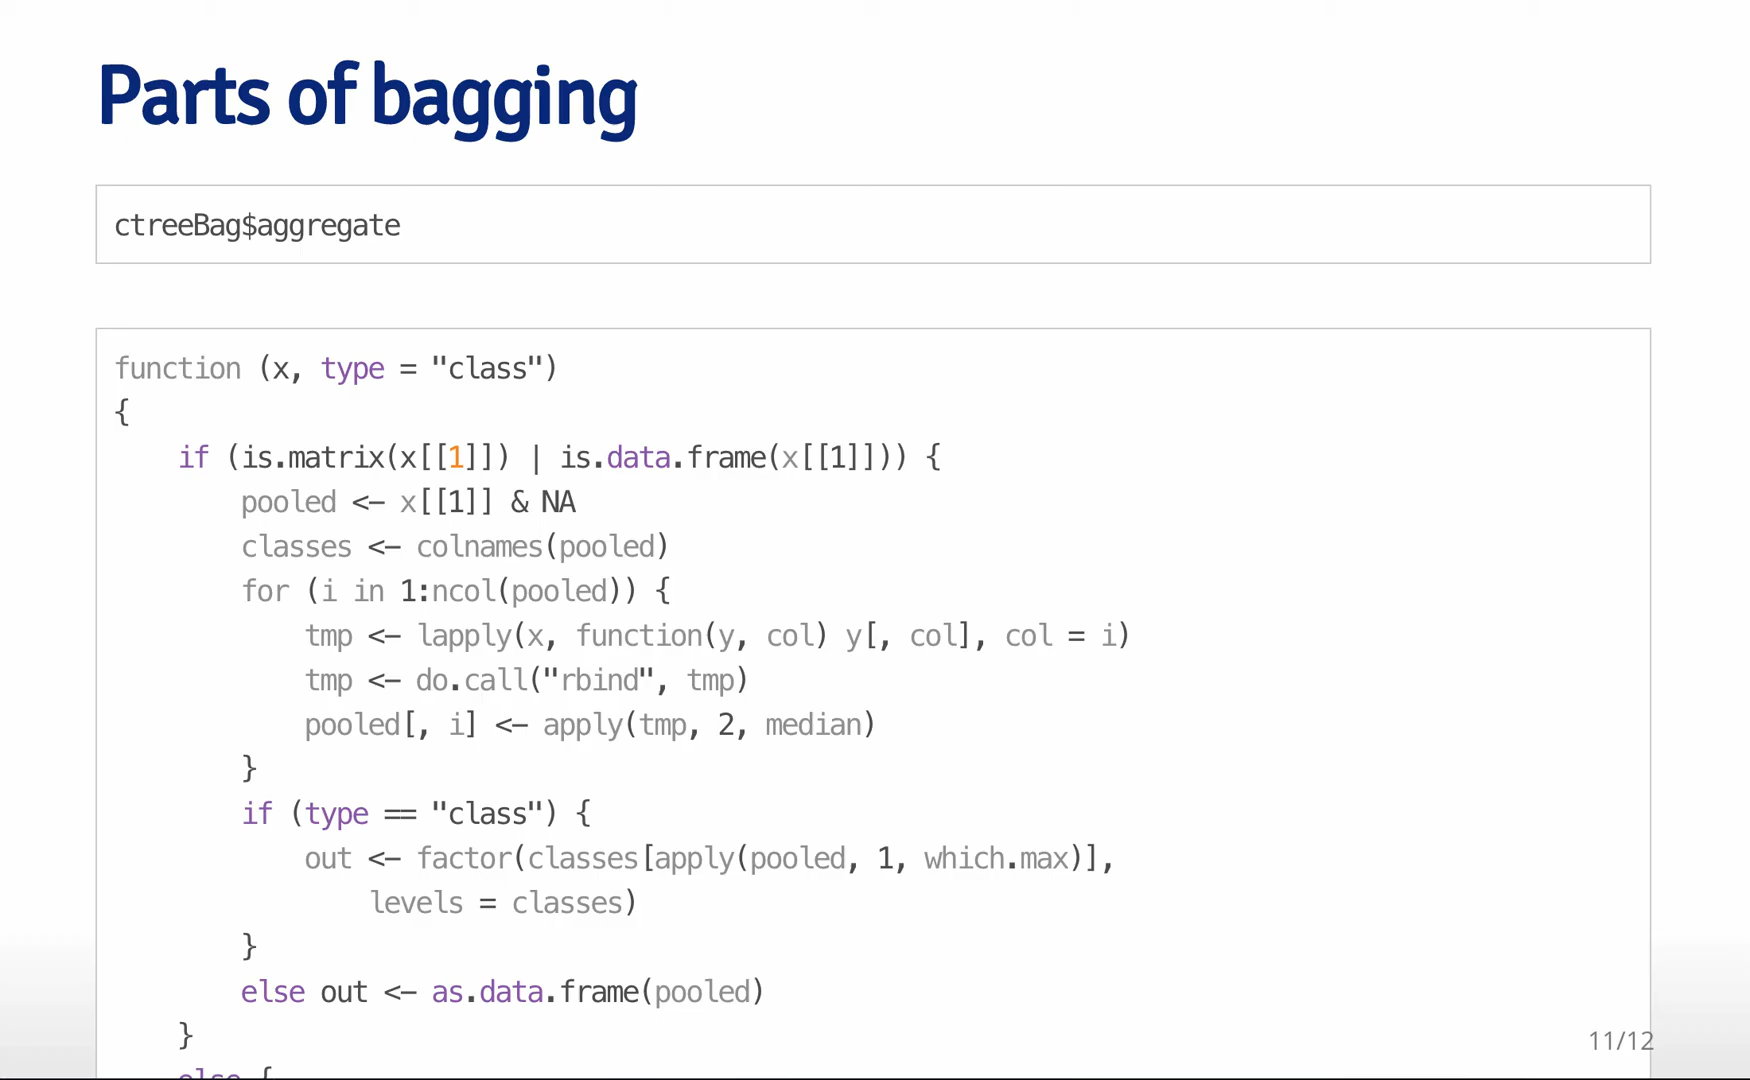 Parts of bagging
ctreeBag$aggregate
function (x, type = "class")
{
    if (is.matrix(x[[1]]) | is.data.frame(x[[1]])) {
        pooled <- x[[1]] & NA
        classes <- colnames(pooled)
        for (i in 1:ncol(pooled)) {
            tmp <- lapply(x, function(y, col) y[, col], col = i)
            tmp <- do.call("rbind", tmp)
            pooled[, i] <- apply(tmp, 2, median)
        }
        if (type == "class") {
            out <- factor(classes[apply(pooled, 1, which.max)],
                levels = classes)
        }
        else out <- as.data.frame(pooled)
    }
    else {
11/12